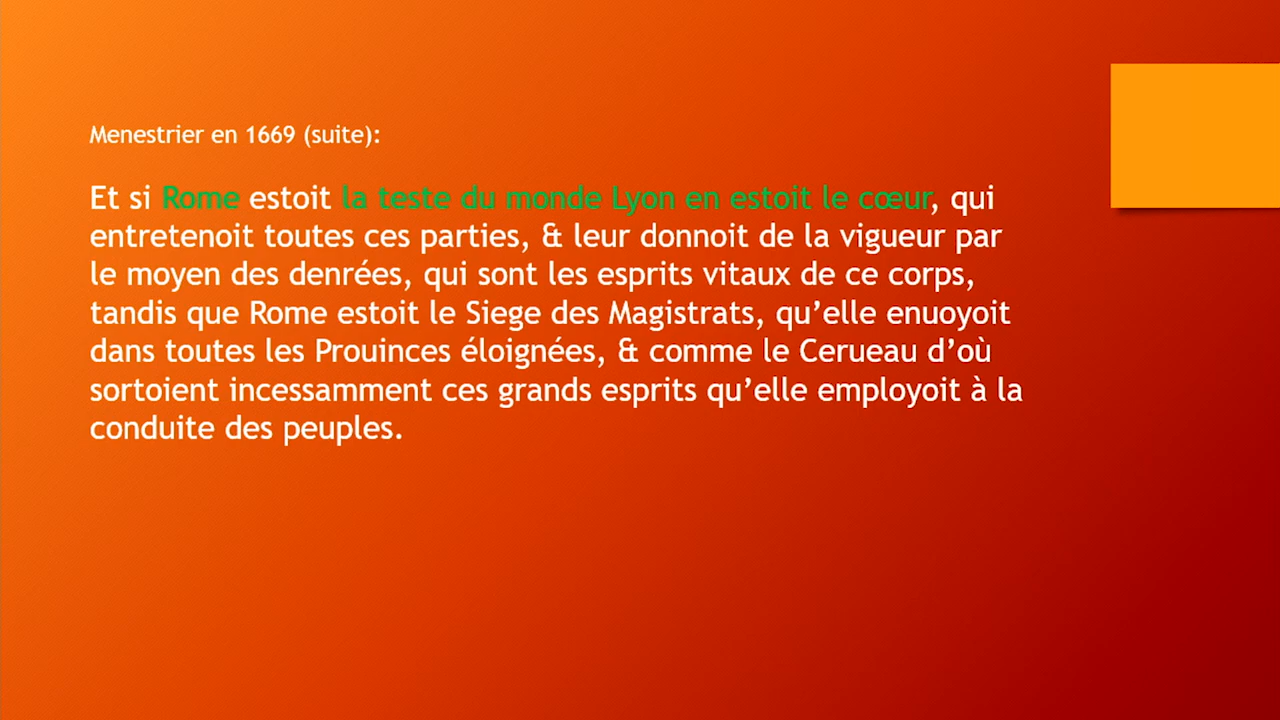 Menestrier en 1669 (suite):
Et si Rome estoit la teste du monde Lyon en estoit le cœur, qui
entretenoit toutes ces parties, & leur donnoit de la vigueur par
le moyen des denrées, qui sont les esprits vitaux de ce corps,
tandis que Rome estoit le Siege des Magistrats, qu’elle enuoyoit
dans toutes les Prouinces éloignées, & comme le Cerueau d’où
sortoient incessamment ces grands esprits qu’elle employoit à la
conduite des peuples.